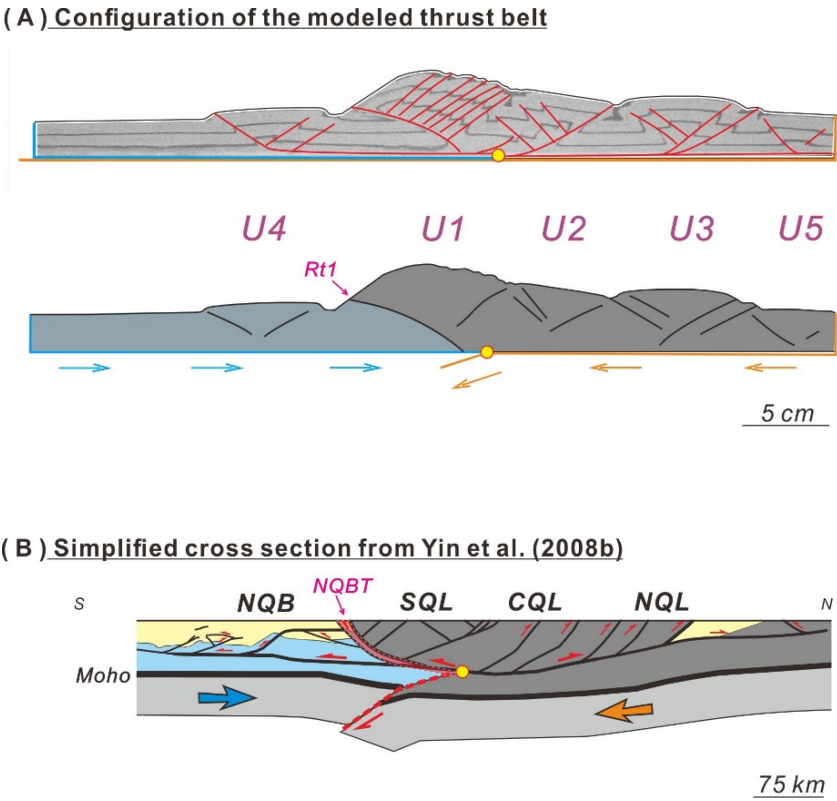 ( A ) Configuration of the modeled thrust belt
U4 U1 U2 U3 U5
Rt1
5 cm
( B ) Simplified cross section from Yin et al. (2008b)
NQBT
S NQB SQL CQL NQL N
Moho
75 km